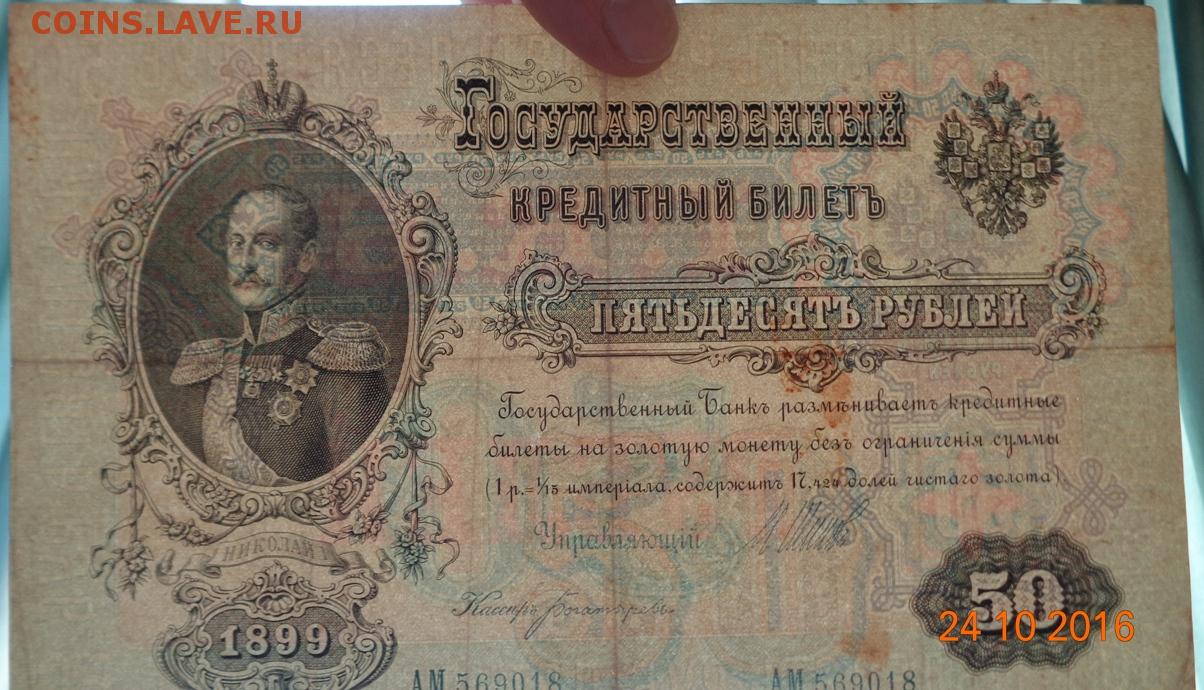 COINS.LAVE.RU
Государственный
кредитный билетъ
пятьдесятъ рублей
Государственный Банкъ размѣниваетъ кредитные
билеты на золотую монету безъ ограниченія суммы
(1 р.=1/15 имперіала, содержитъ 17,424 долей чистаго золота)
Управляющій
Николай I
Кассиръ Богатыревъ
50
24 10 2016
1899
АМ 569018 АМ 569018